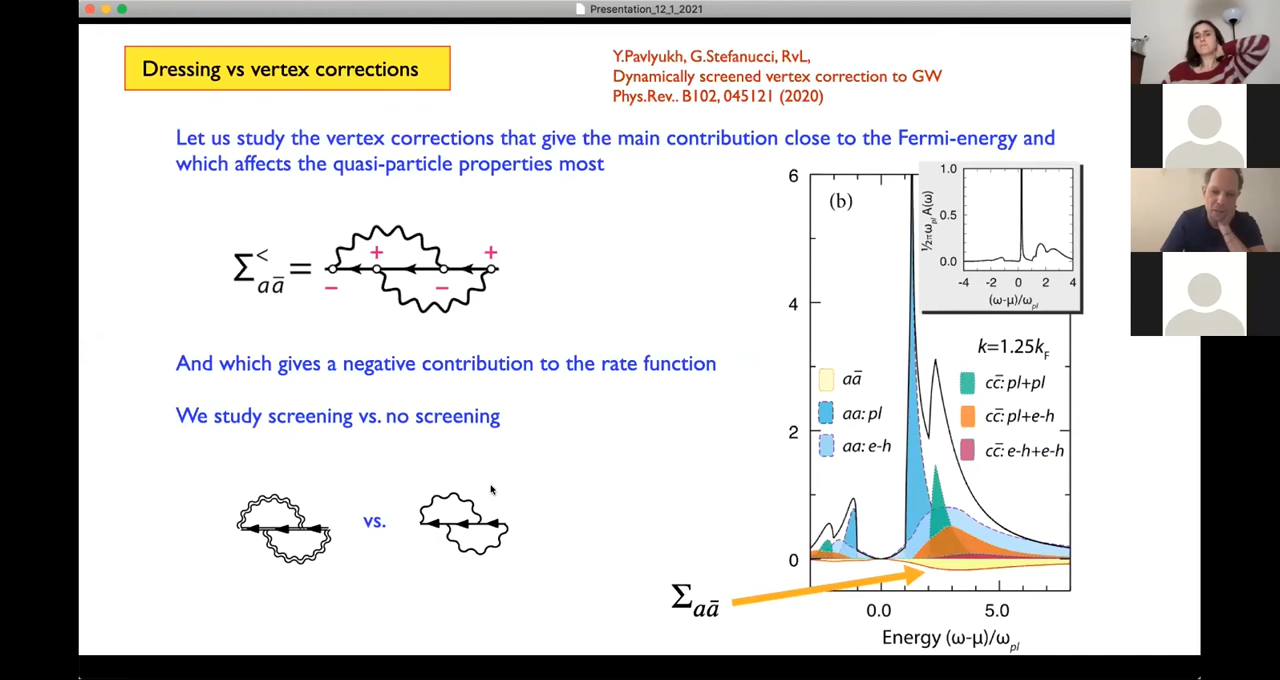 Presentation_12_1_2021
Dressing vs vertex corrections
Y.Pavlyukh, G.Stefanucci, RvL,
Dynamically screened vertex correction to GW
Phys.Rev.. B102, 045121 (2020)
Let us study the vertex corrections that give the main contribution close to the Fermi-energy and
which affects the quasi-particle properties most
Σ<aā =
+ +
− −
And which gives a negative contribution to the rate function
We study screening vs. no screening
vs.
(b)
6
4
2
0
0.0 5.0
Energy (ω-μ)/ωpl
1.0
0.5
0.0
½πωplA(ω)
-4 -2 0 2 4
(ω-μ)/ωpl
k=1.25kF
aā
aa: pl
aa: e-h
cc̄: pl+pl
cc̄: pl+e-h
cc̄: e-h+e-h
Σaā